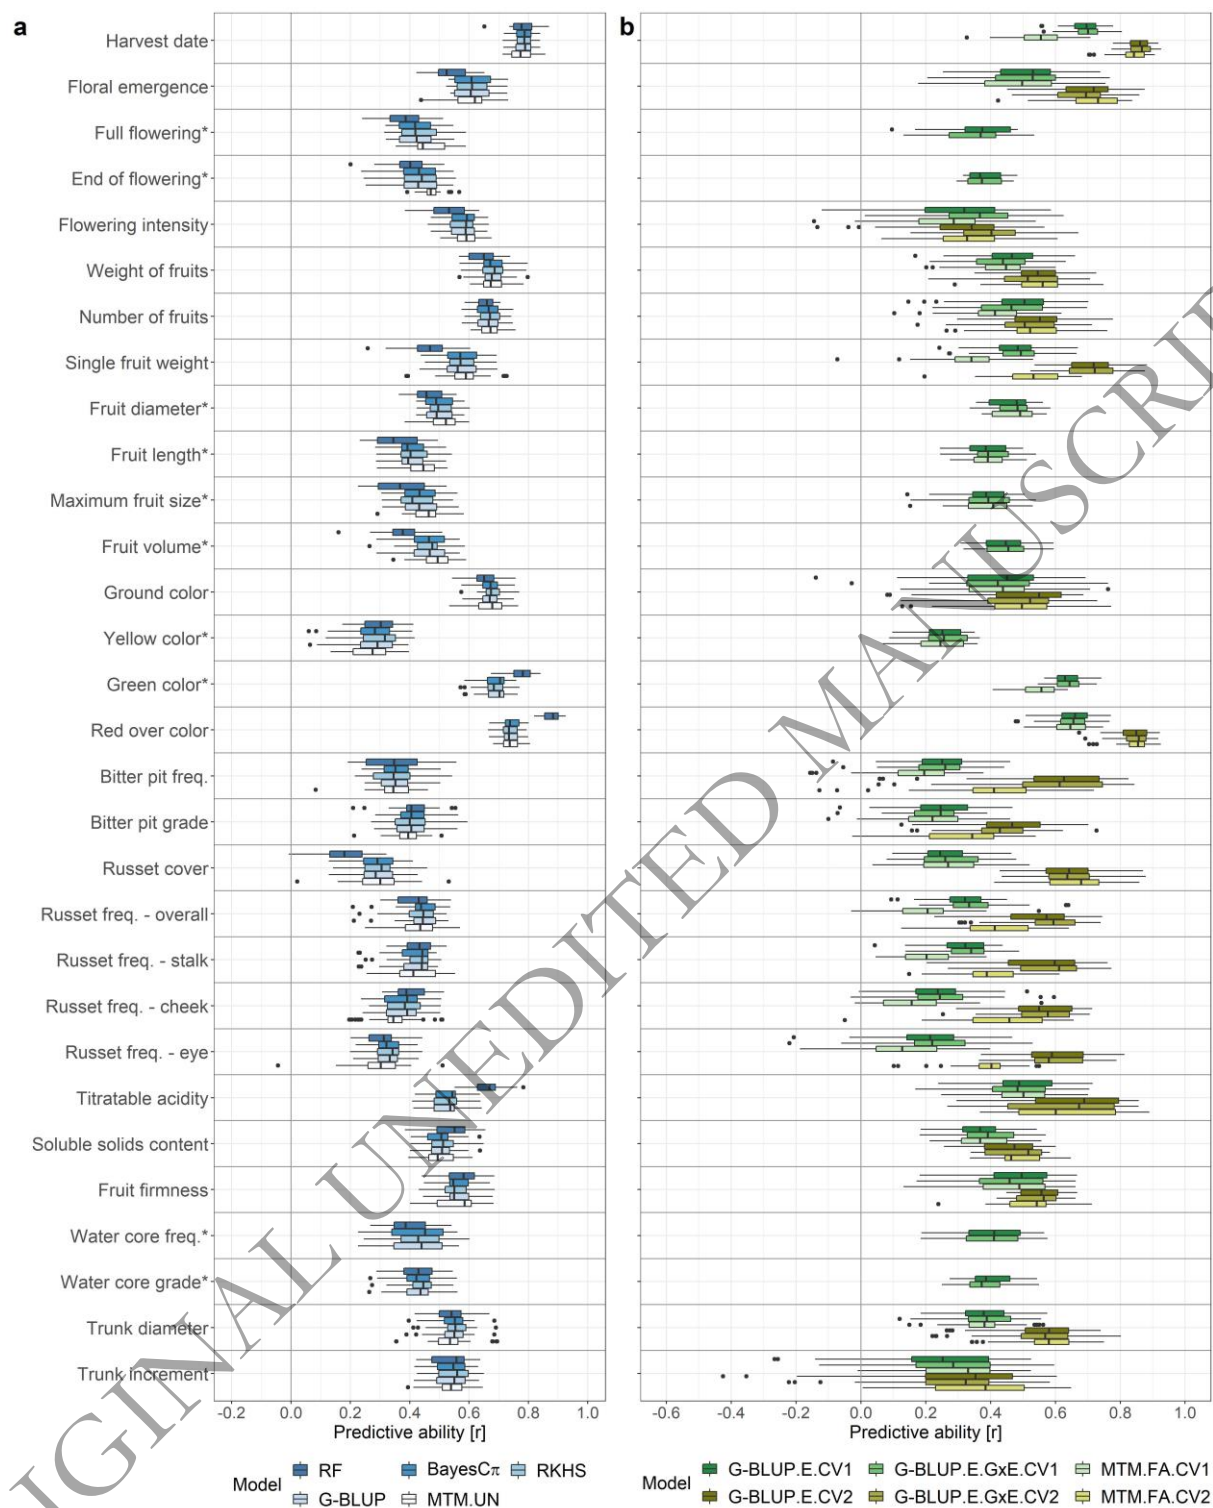 a
b
Harvest date
Floral emergence
Full flowering*
End of flowering*
Flowering intensity
Weight of fruits
Number of fruits
Single fruit weight
Fruit diameter*
Fruit length*
Maximum fruit size*
Fruit volume*
Ground color
Yellow color*
Green color*
Red over color
Bitter pit freq.
Bitter pit grade
Russet cover
Russet freq. - overall
Russet freq. - stalk
Russet freq. - cheek
Russet freq. - eye
Titratable acidity
Soluble solids content
Fruit firmness
Water core freq.*
Water core grade*
Trunk diameter
Trunk increment
-0.2 0.0 0.2 0.4 0.6 0.8 1.0
Predictive ability [r]
-0.6 -0.4 -0.2 0.0 0.2 0.4 0.6 0.8 1.0
Predictive ability [r]
Model
RF BayesCπ RKHS
G-BLUP MTM.UN
Model
G-BLUP.E.CV1 G-BLUP.E.GxE.CV1 MTM.FA.CV1
G-BLUP.E.CV2 G-BLUP.E.GxE.CV2 MTM.FA.CV2
IGINAL UNEDITED MANUSCRI